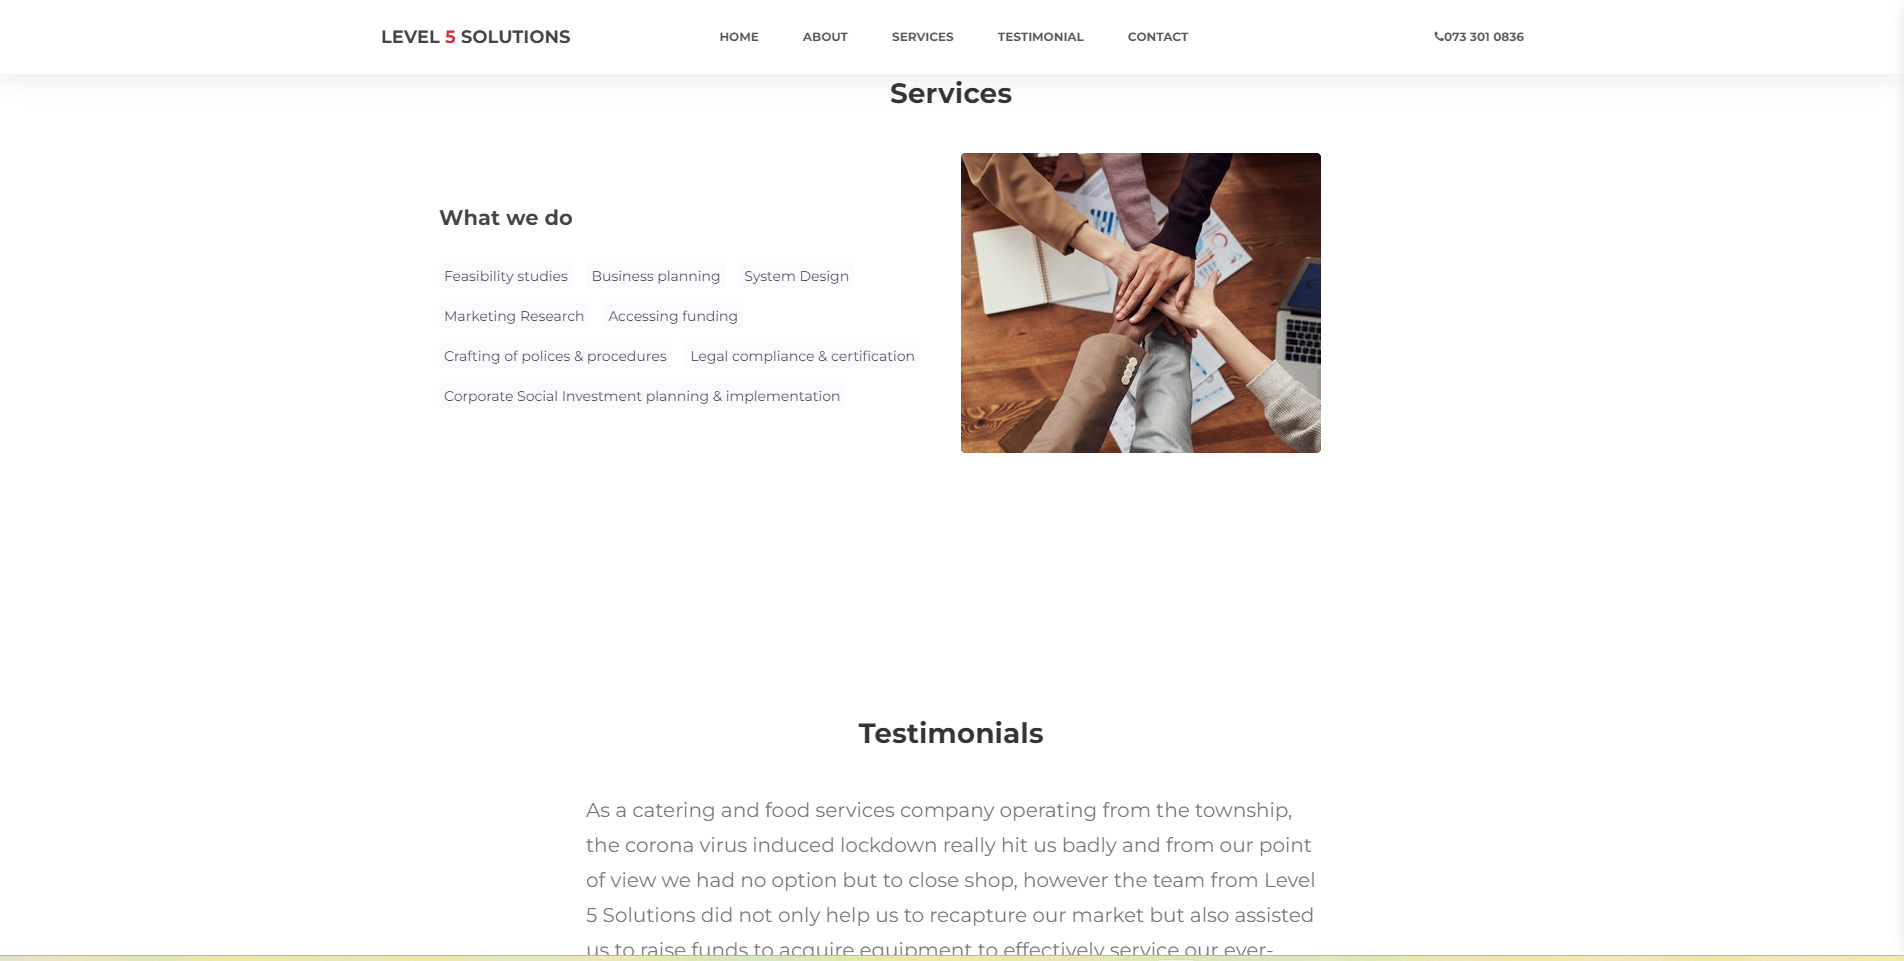 LEVEL 5 SOLUTIONS
HOME ABOUT SERVICES TESTIMONIAL CONTACT
073 301 0836
Services
What we do
Feasibility studies Business planning System Design
Marketing Research Accessing funding
Crafting of polices & procedures Legal compliance & certification
Corporate Social Investment planning & implementation
Testimonials
As a catering and food services company operating from the township,
the corona virus induced lockdown really hit us badly and from our point
of view we had no option but to close shop, however the team from Level
5 Solutions did not only help us to recapture our market but also assisted
us to raise funds to acquire equipment to effectively service our ever-